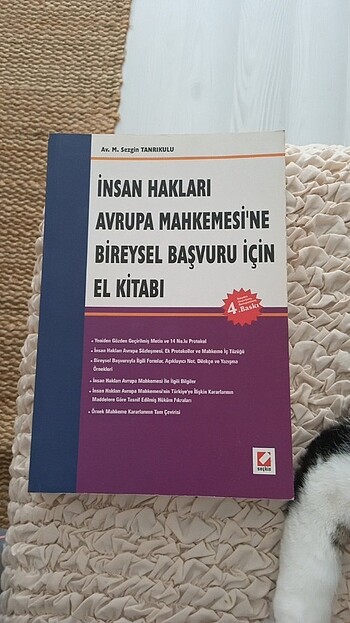 Av. M. Sezgin TANRIKULU
İNSAN HAKLARI
AVRUPA MAHKEMESİ'NE
BİREYSEL BAŞVURU İÇİN
EL KİTABI
4.Baskı
• Yeniden Gözden Geçirilmiş Metin ve 14 No.lu Protokol
• İnsan Hakları Avrupa Sözleşmesi, Ek Protokollar ve Mahkeme İç Tüzüğü
• Bireysel Başvuruyla İlgili Formlar, Açıklayıcı Not, Dilekçe ve Yazışma
Örnekleri
• İnsan Hakları Avrupa Mahkemesi İle İlgili Bilgiler
• İnsan Hakları Avrupa Mahkemesi'nin Türkiye'ye İlişkin Kararlarının
Maddelere Göre Tasnif Edilmiş Hüküm Fıkraları
• Örnek Mahkeme Kararlarının Tam Çevirisi
seçkin